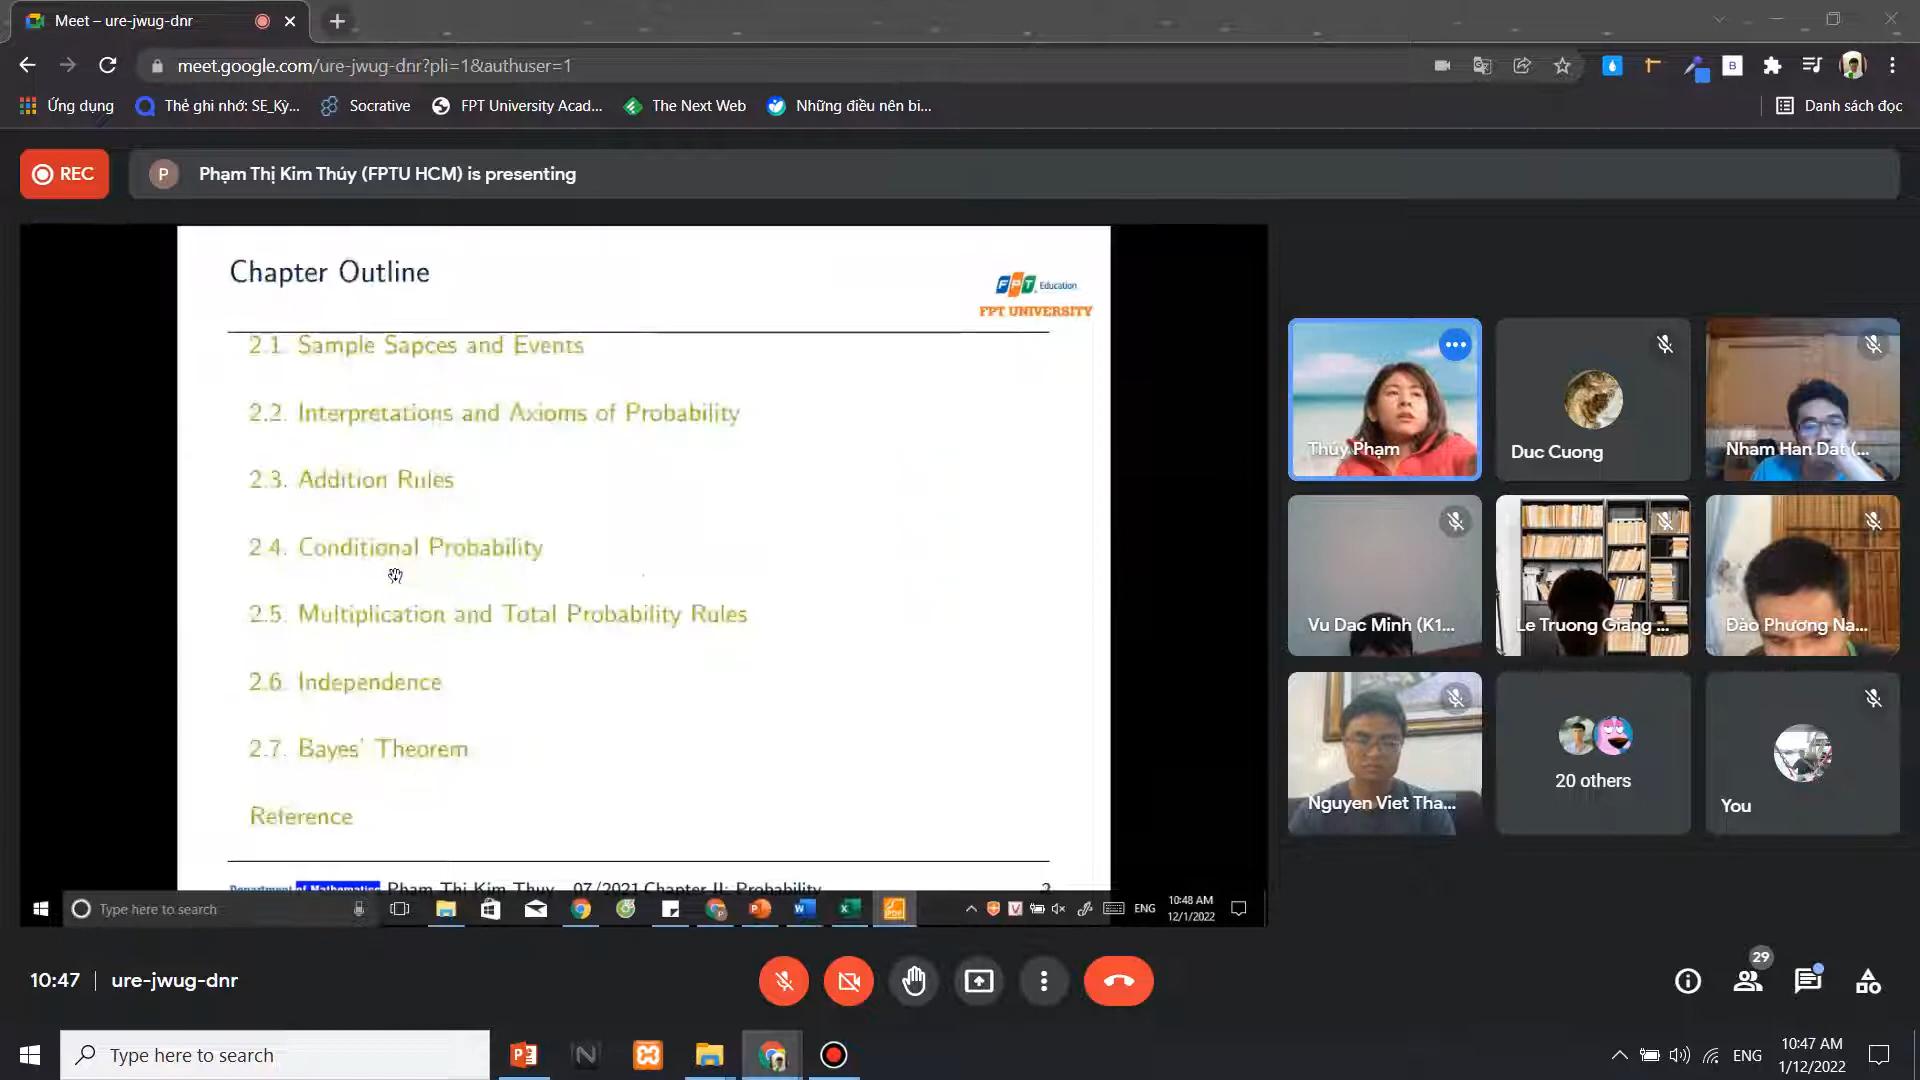 Meet – ure-jwug-dnr
meet.google.com/ure-jwug-dnr?pli=1&authuser=1
B
Ứng dụng
Thẻ ghi nhớ: SE_Kỳ...
Socrative
FPT University Acad...
The Next Web
Những điều nên bi...
Danh sách đọc
REC
P
Phạm Thị Kim Thúy (FPTU HCM) is presenting
Chapter Outline
FPT Education
FPT UNIVERSITY
2.1. Sample Sapces and Events
2.2. Interpretations and Axioms of Probability
2.3. Addition Rules
2.4. Conditional Probability
2.5. Multiplication and Total Probability Rules
2.6. Independence
2.7. Bayes' Theorem
Reference
Department of Mathematics Pham Thi Kim Thuy 07/2021 Chapter II: Probability 2
Type here to search
ENG
10:48 AM
12/1/2022
Thúy Phạm
Duc Cuong
Nham Han Dat (...
Vu Dac Minh (K1...
Le Truong Giang ...
Đào Phương Na...
Nguyen Viet Tha...
20 others
You
10:47 | ure-jwug-dnr
29
Type here to search
ENG
10:47 AM
1/12/2022